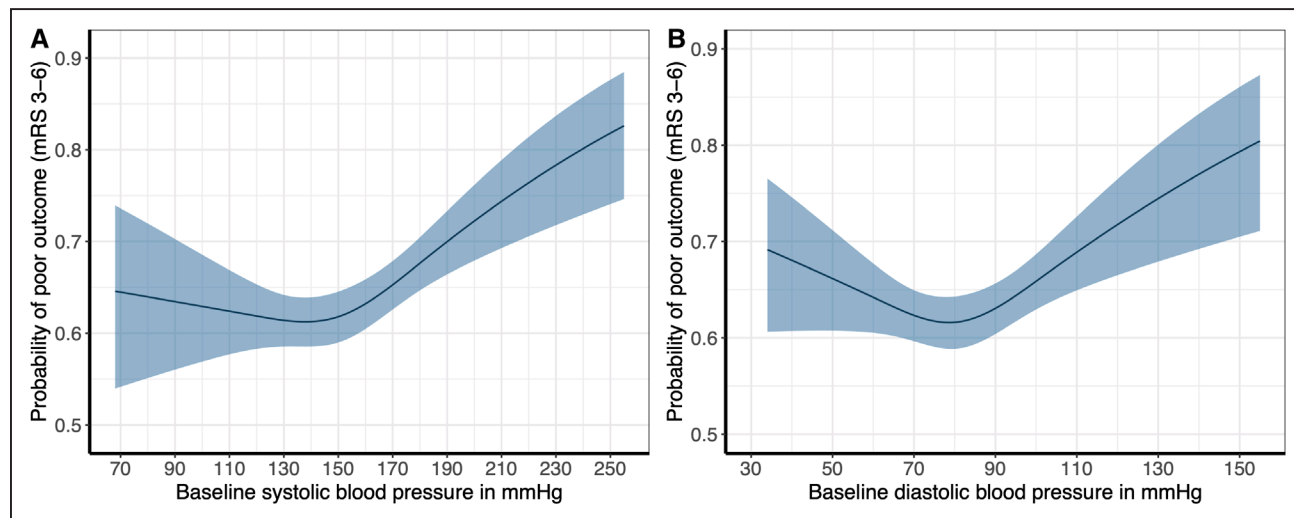 A
Probability of poor outcome (mRS 3–6)
0.9
0.8
0.7
0.6
0.5
70 90 110 130 150 170 190 210 230 250
Baseline systolic blood pressure in mmHg
B
Probability of poor outcome (mRS 3–6)
0.9
0.8
0.7
0.6
0.5
30 50 70 90 110 130 150
Baseline diastolic blood pressure in mmHg